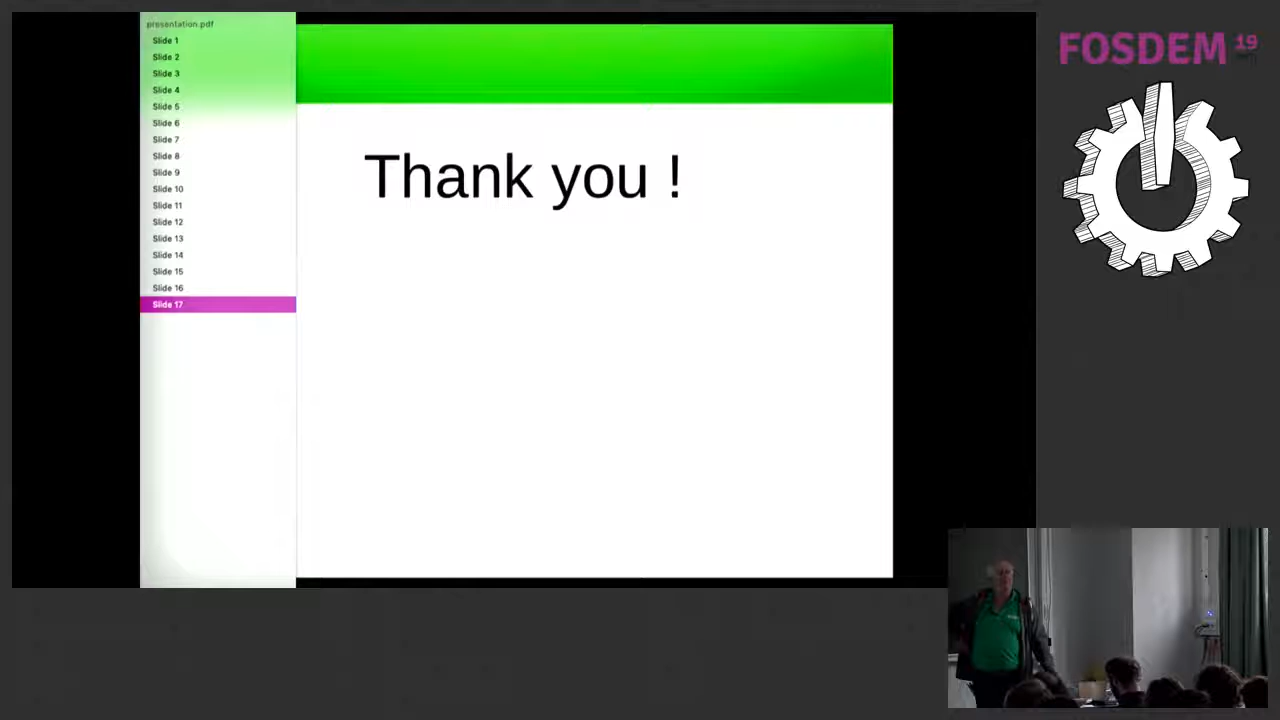 presentation.pdf
Slide 1
Slide 2
Slide 3
Slide 4
Slide 5
Slide 6
Slide 7
Slide 8
Slide 9
Slide 10
Slide 11
Slide 12
Slide 13
Slide 14
Slide 15
Slide 16
Slide 17
Thank you !
FOSDEM 19